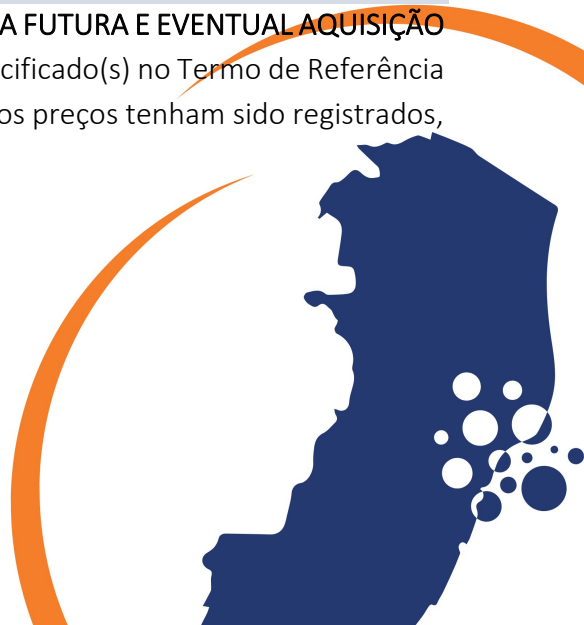 A FUTURA E EVENTUAL AQUISIÇÃO
cificado(s) no Termo de Referência
os preços tenham sido registrados,